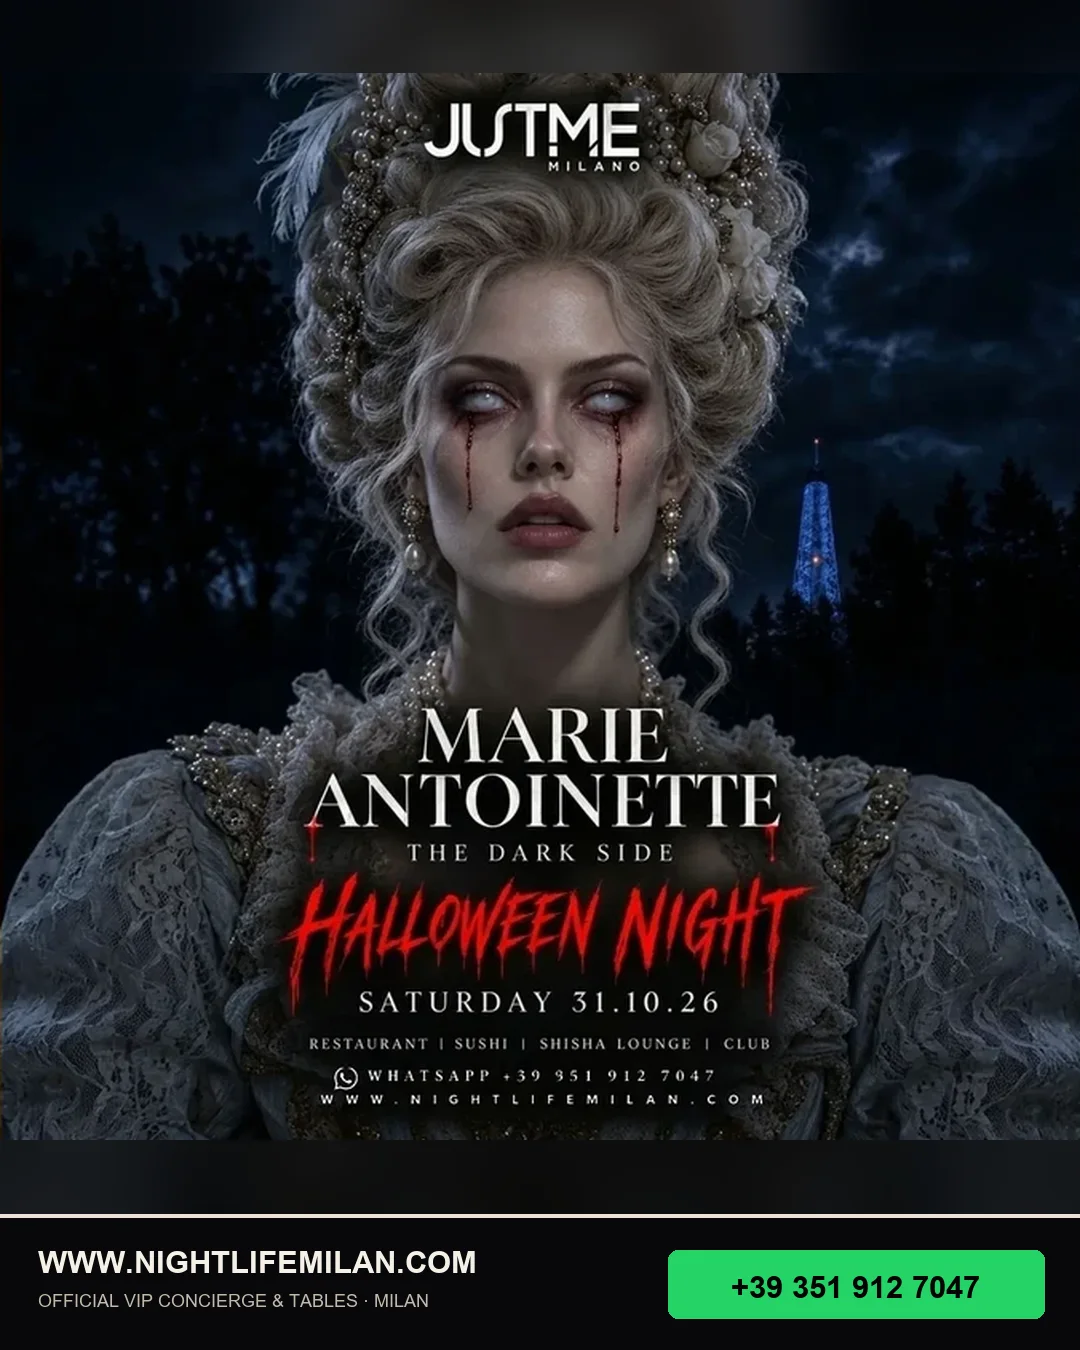 JUSTME
MILANO
MARIE
ANTOINETTE
THE DARK SIDE
HALLOWEEN NIGHT
SATURDAY 31.10.26
RESTAURANT | SUSHI | SHISHA LOUNGE | CLUB
WHATSAPP +39 351 912 7047
WWW.NIGHTLIFEMILAN.COM
WWW.NIGHTLIFEMILAN.COM
+39 351 912 7047
OFFICIAL VIP CONCIERGE & TABLES · MILAN